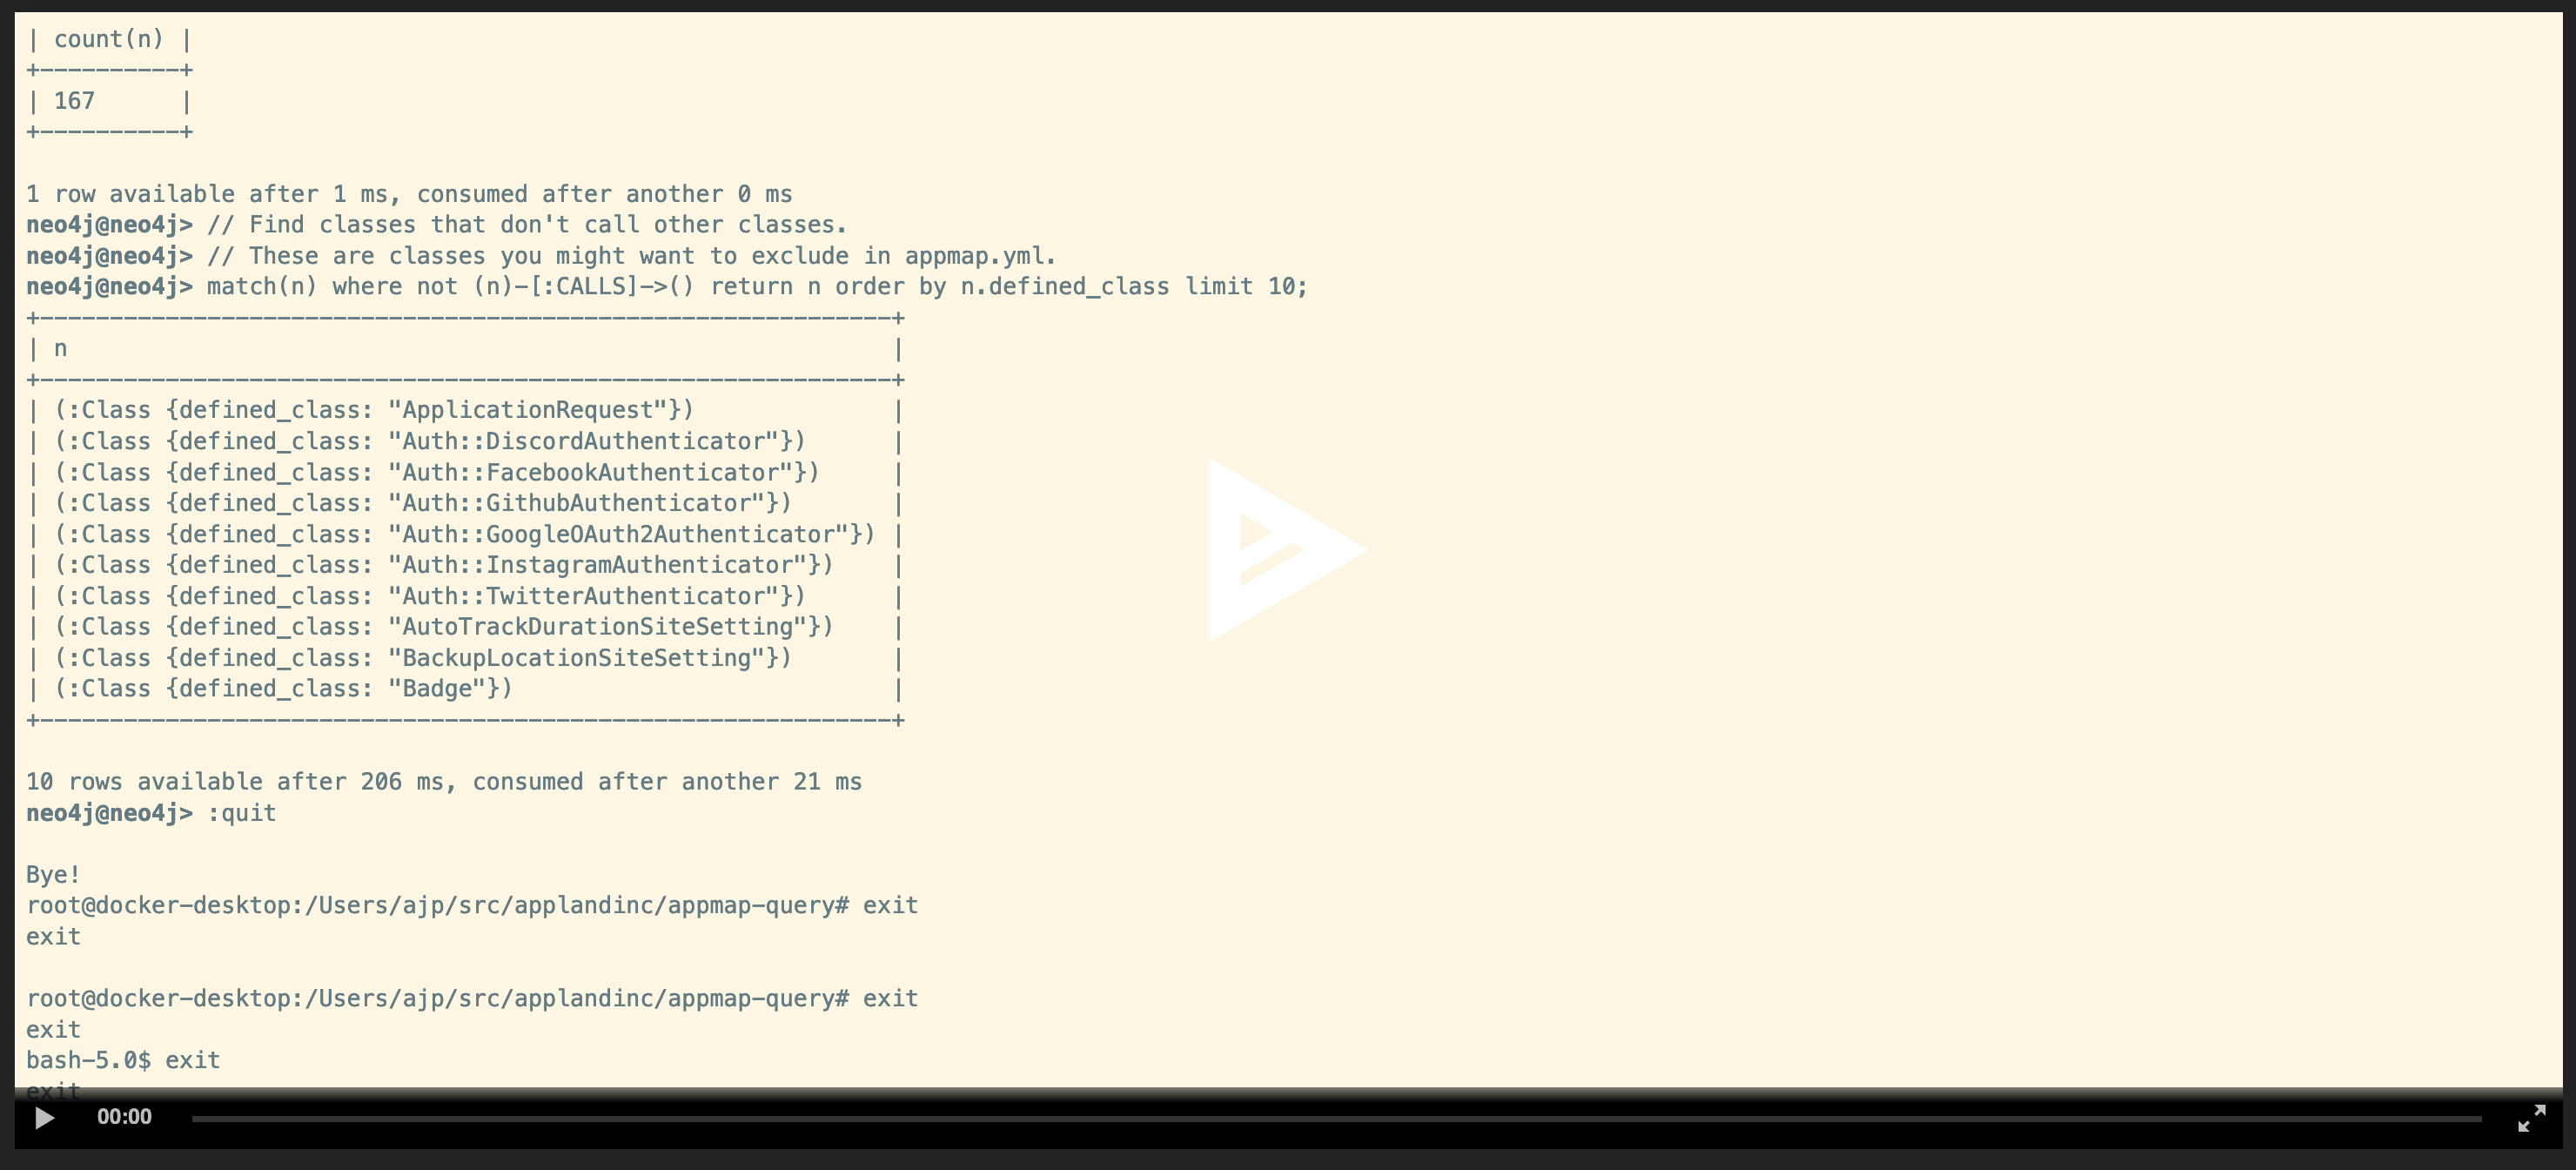 | count(n) |
+----------+
| 167      |
+----------+
1 row available after 1 ms, consumed after another 0 ms
neo4j@neo4j> // Find classes that don't call other classes.
neo4j@neo4j> // These are classes you might want to exclude in appmap.yml.
neo4j@neo4j> match(n) where not (n)-[:CALLS]->() return n order by n.defined_class limit 10;
+-------------------------------------------------------------+
| n                                                           |
+-------------------------------------------------------------+
| (:Class {defined_class: "ApplicationRequest"})              |
| (:Class {defined_class: "Auth::DiscordAuthenticator"})      |
| (:Class {defined_class: "Auth::FacebookAuthenticator"})     |
| (:Class {defined_class: "Auth::GithubAuthenticator"})       |
| (:Class {defined_class: "Auth::GoogleOAuth2Authenticator"}) |
| (:Class {defined_class: "Auth::InstagramAuthenticator"})    |
| (:Class {defined_class: "Auth::TwitterAuthenticator"})      |
| (:Class {defined_class: "AutoTrackDurationSiteSetting"})    |
| (:Class {defined_class: "BackupLocationSiteSetting"})       |
| (:Class {defined_class: "Badge"})                           |
+-------------------------------------------------------------+
10 rows available after 206 ms, consumed after another 21 ms
neo4j@neo4j> :quit
Bye!
root@docker-desktop:/Users/ajp/src/applandinc/appmap-query# exit
exit
root@docker-desktop:/Users/ajp/src/applandinc/appmap-query# exit
exit
bash-5.0$ exit
exit
00:00